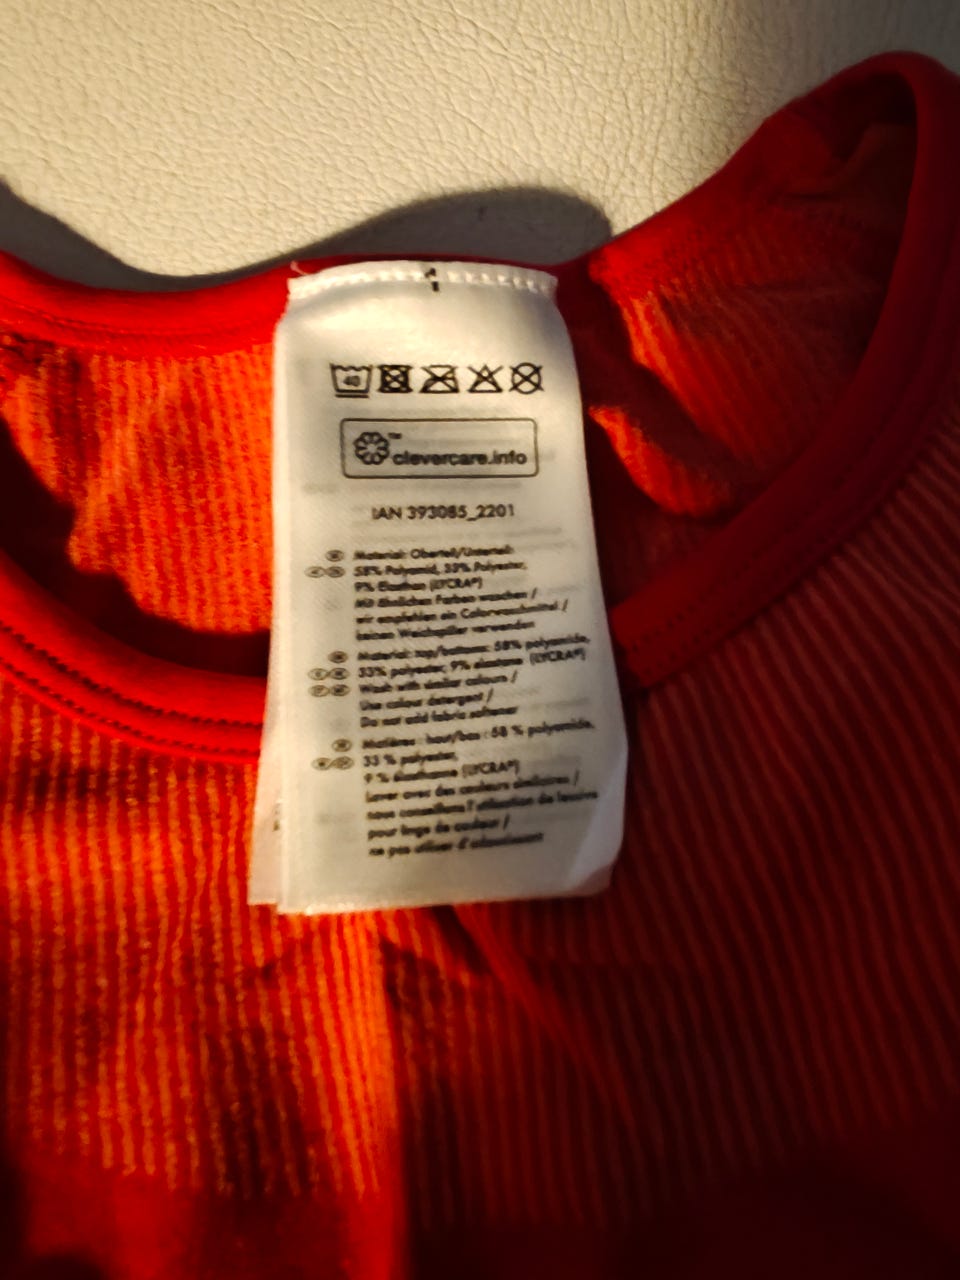 40
clevercare.info™
IAN 393085_2201
Material: Oberteil/Unterteil:
58% Polyamid, 33% Polyester,
9% Elasthan (LYCRA®)
Mit ähnlichen Farben waschen /
wir empfehlen ein Colorwaschmittel /
keinen Weichspüler verwenden
Material: top/bottoms: 58% polyamide,
33% polyester, 9% elastane (LYCRA®)
Wash with similar colours /
Use colour detergent /
Do not add fabric softener
Matières : haut/bas : 58 % polyamide,
33 % polyester,
9 % élasthanne (LYCRA®)
Laver avec des couleurs similaires /
nous conseillons l'utilisation de lessive
pour linge de couleur /
ne pas utiliser d'adoucissant